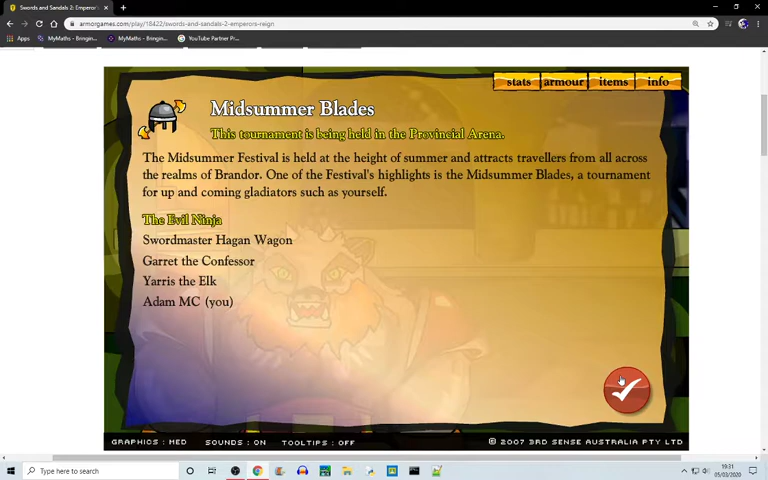 Swords and Sandals 2: Emperor'
armorgames.com/play/18422/swords-and-sandals-2-emperors-reign
Apps
MyMaths - Bringin...
MyMaths - Bringin...
YouTube Partner Pr...
stats
armour
items
info
Midsummer Blades
This tournament is being held in the Provincial Arena.
The Midsummer Festival is held at the height of summer and attracts travellers from all across
the realms of Brandor. One of the Festival's highlights is the Midsummer Blades, a tournament
for up and coming gladiators such as yourself.
The Evil Ninja
Swordmaster Hagan Wagon
Garret the Confessor
Yarris the Elk
Adam MC (you)
GRAPHICS : MED
SOUNDS : ON
TOOLTIPS : OFF
© 2007 3RD SENSE AUSTRALIA PTY LTD
Type here to search
19:31
05/03/2020